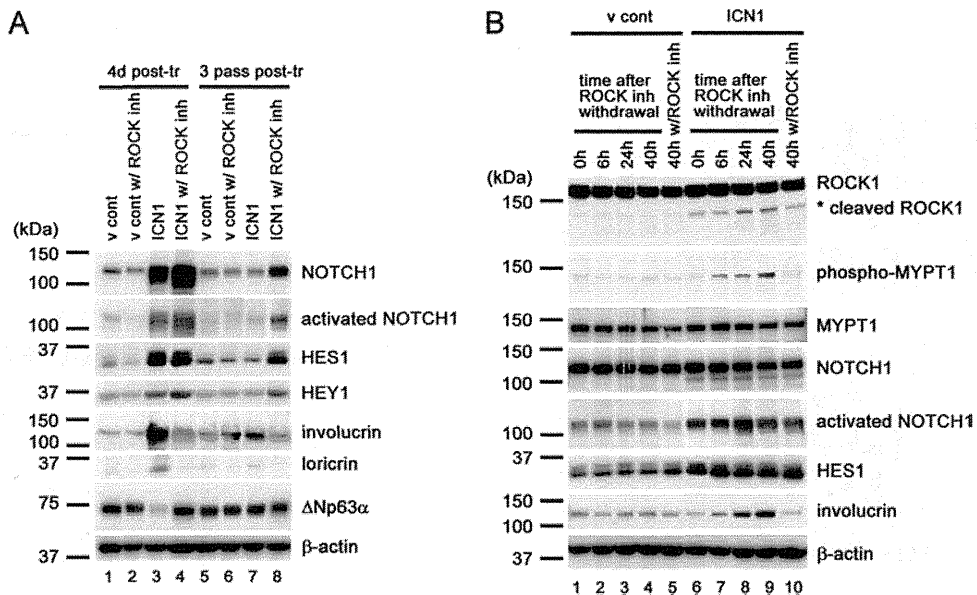 A
4d post-tr
3 pass post-tr
v cont
v cont w/ ROCK inh
ICN1
ICN1 w/ ROCK inh
v cont
v cont w/ ROCK inh
ICN1
ICN1 w/ ROCK inh
(kDa)
150
100
NOTCH1
100
activated NOTCH1
37
HES1
37
HEY1
150
100
involucrin
37
loricrin
75
ΔNp63α
37
β-actin
1 2 3 4 5 6 7 8
B
v cont
ICN1
time after
ROCK inh
withdrawal
40h w/ROCK inh
time after
ROCK inh
withdrawal
40h w/ROCK inh
0h 6h 24h 40h
0h 6h 24h 40h
(kDa)
150
ROCK1
* cleaved ROCK1
150
phospho-MYPT1
150
MYPT1
150
100
NOTCH1
100
activated NOTCH1
37
HES1
150
100
involucrin
37
β-actin
1 2 3 4 5 6 7 8 9 10